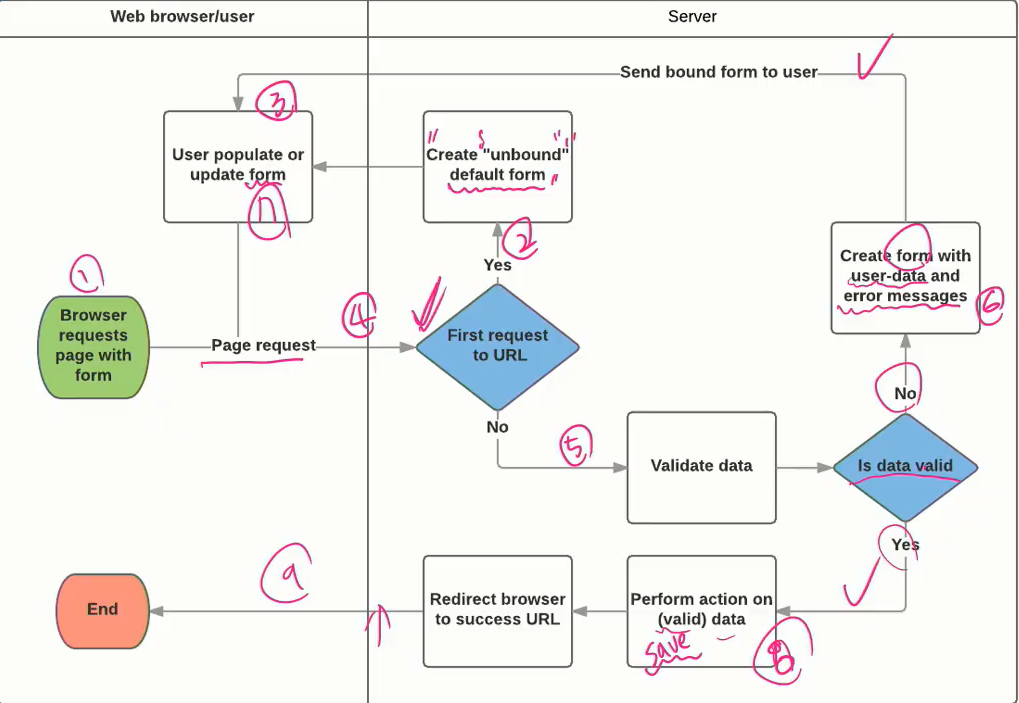 Web browser/user
Server
Send bound form to user
3
User populate or
update form
"
Create "unbound"
default form
"
2
Yes
1
Browser
requests
page with
form
4
Page request
First request
to URL
No
Create form with
user-data and
error messages
6
No
5
Validate data
Is data valid
Yes
9
End
Redirect browser
to success URL
Perform action on
(valid) data
save
8